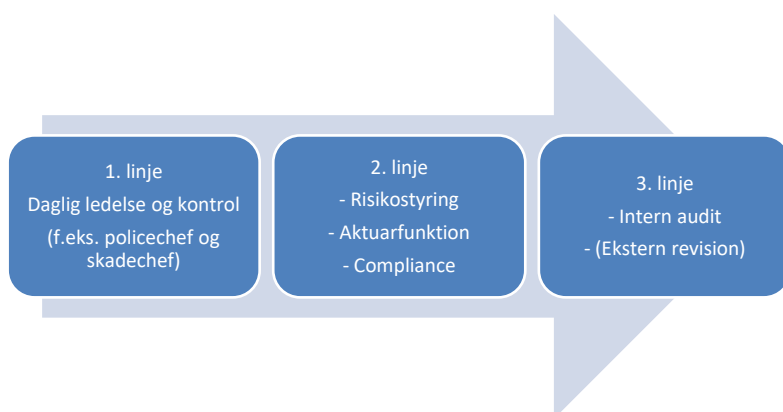 1. linje
Daglig ledelse og kontrol
(f.eks. policechef og
skadechef)
2. linje
- Risikostyring
- Aktuarfunktion
- Compliance
3. linje
- Intern audit
- (Ekstern revision)